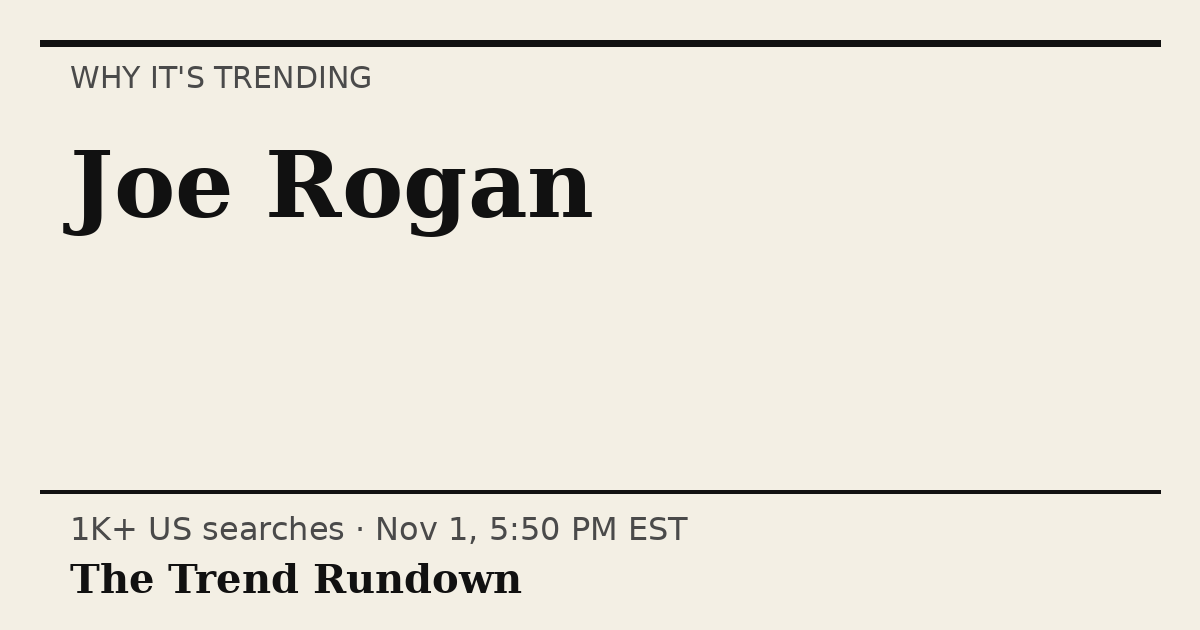 WHY IT'S TRENDING
Joe Rogan
1K+ US searches · Nov 1, 5:50 PM EST
The Trend Rundown